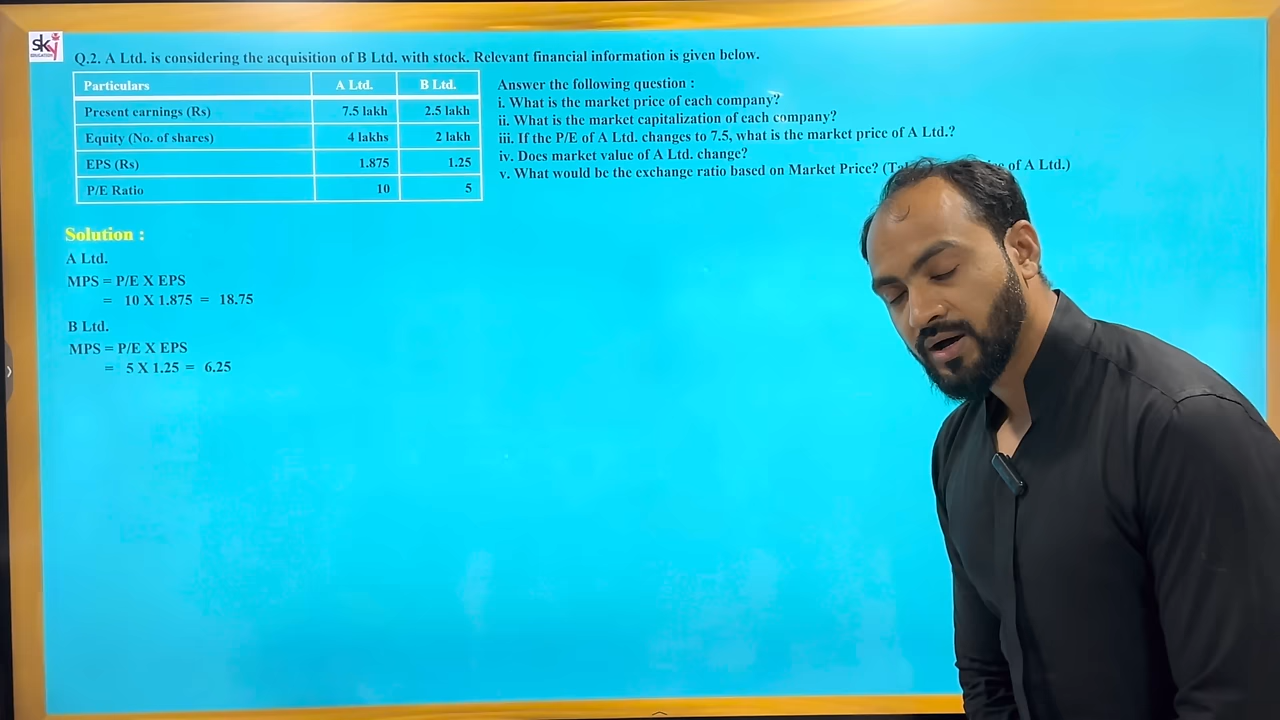 sky
EDUCATION
Q.2. A Ltd. is considering the acquisition of B Ltd. with stock. Relevant financial information is given below.
Particulars A Ltd. B Ltd.
Present earnings (Rs) 7.5 lakh 2.5 lakh
Equity (No. of shares) 4 lakhs 2 lakh
EPS (Rs) 1.875 1.25
P/E Ratio 10 5
Answer the following question :
i. What is the market price of each company?
ii. What is the market capitalization of each company?
iii. If the P/E of A Ltd. changes to 7.5, what is the market price of A Ltd.?
iv. Does market value of A Ltd. change?
v. What would be the exchange ratio based on Market Price? of A Ltd.)
Solution :
A Ltd.
MPS = P/E X EPS
= 10 X 1.875 = 18.75
B Ltd.
MPS = P/E X EPS
= 5 X 1.25 = 6.25